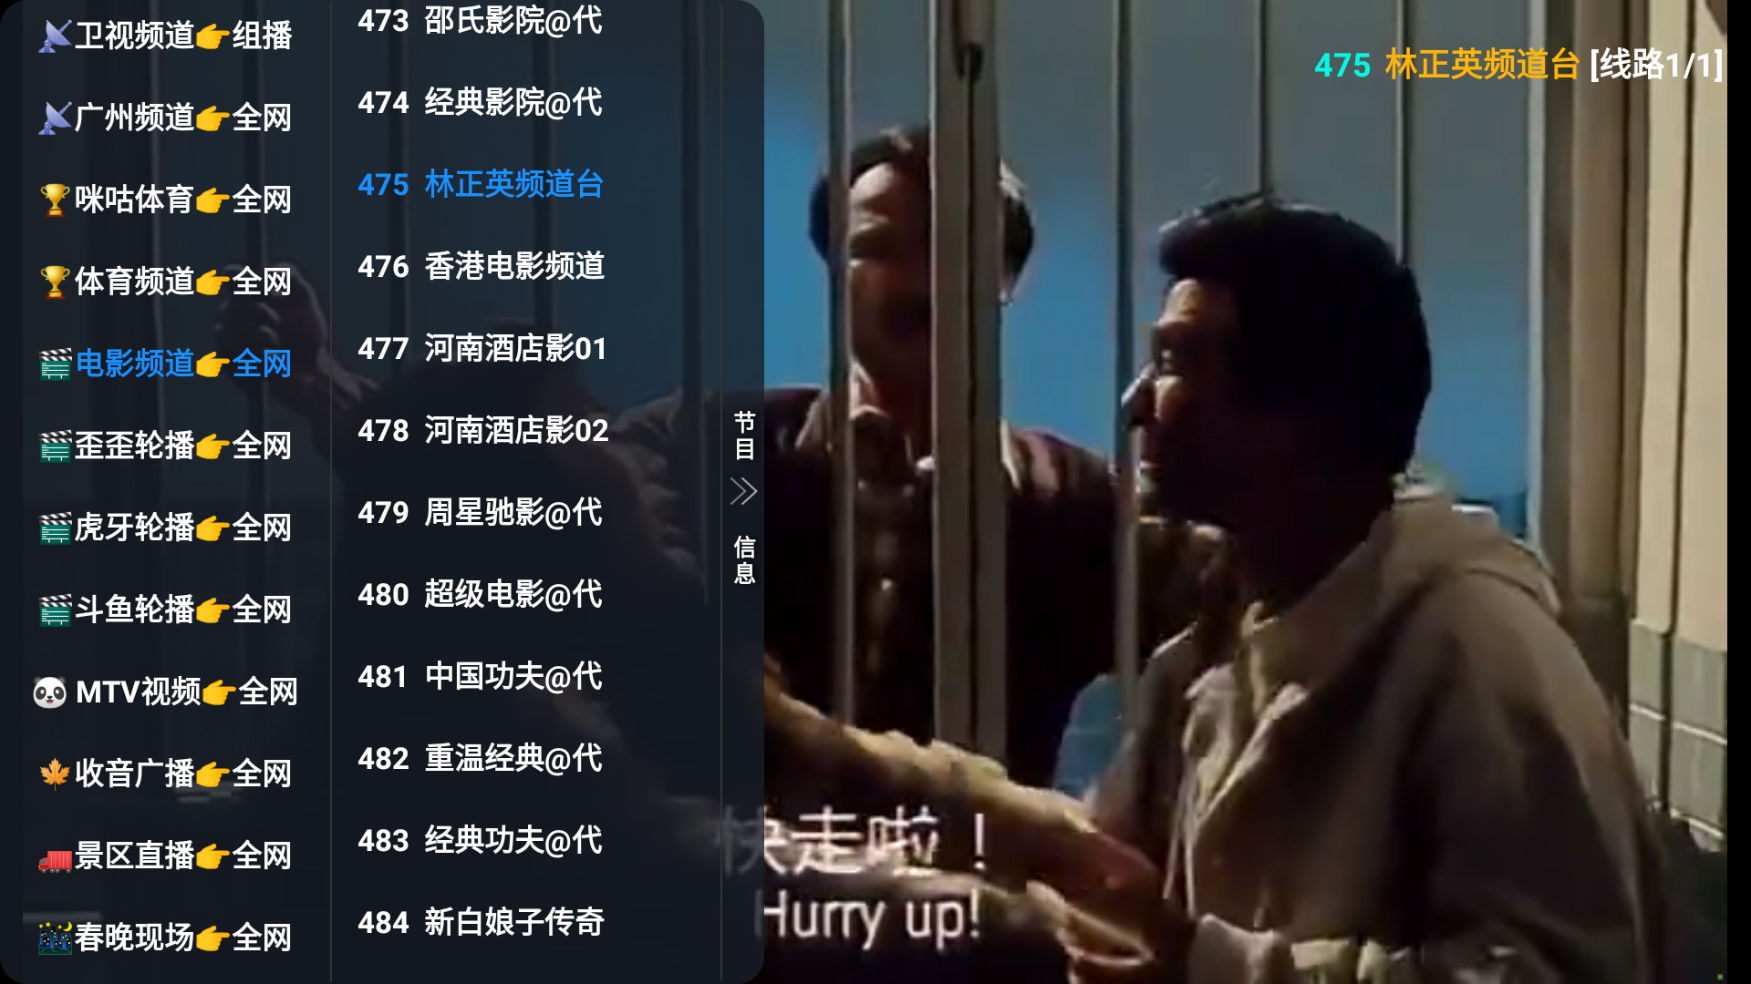 📡卫视频道👉组播
📡广州频道👉全网
🏆咪咕体育👉全网
🏆体育频道👉全网
🎬电影频道👉全网
🎬歪歪轮播👉全网
🎬虎牙轮播👉全网
🎬斗鱼轮播👉全网
🐼 MTV视频👉全网
🍁收音广播👉全网
🚛景区直播👉全网
🎆春晚现场👉全网
473 邵氏影院@代
474 经典影院@代
475 林正英频道台
476 香港电影频道
477 河南酒店影01
478 河南酒店影02
479 周星驰影@代
480 超级电影@代
481 中国功夫@代
482 重温经典@代
483 经典功夫@代
484 新白娘子传奇
节目
信息
475 林正英频道台 [线路1/1]
快走啦！
Hurry up!